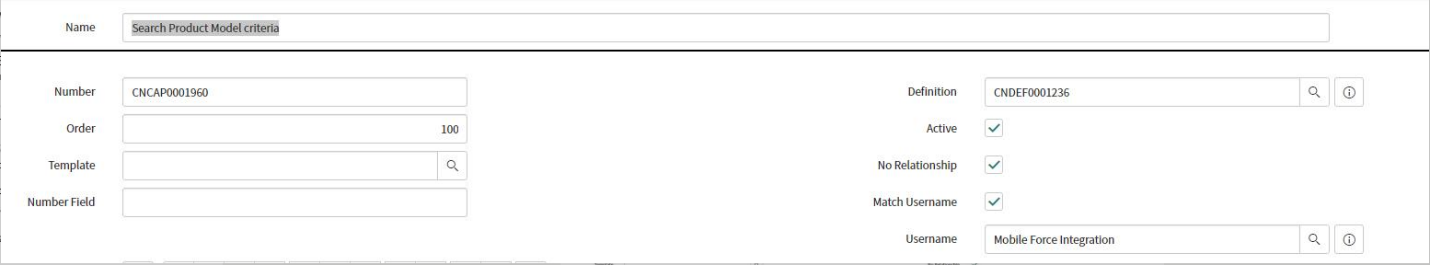 Name Search Product Model criteria
Number CNCAP0001960 Definition CNDEF0001236
Order 100 Active
Template No Relationship
Number Field Match Username
Username Mobile Force Integration